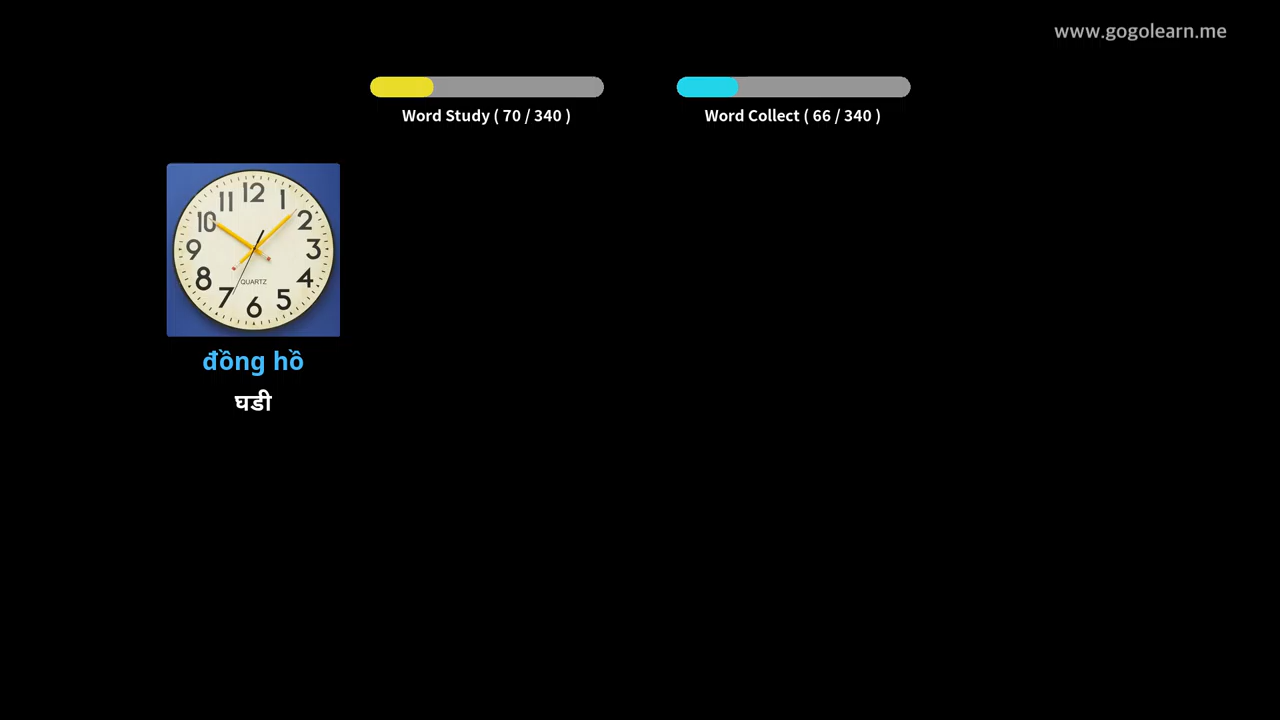 www.gogolearn.me
Word Study ( 70 / 340 )
Word Collect ( 66 / 340 )
12
11
1
10
2
9
3
8
4
7
5
6
QUARTZ
đồng hồ
घडी